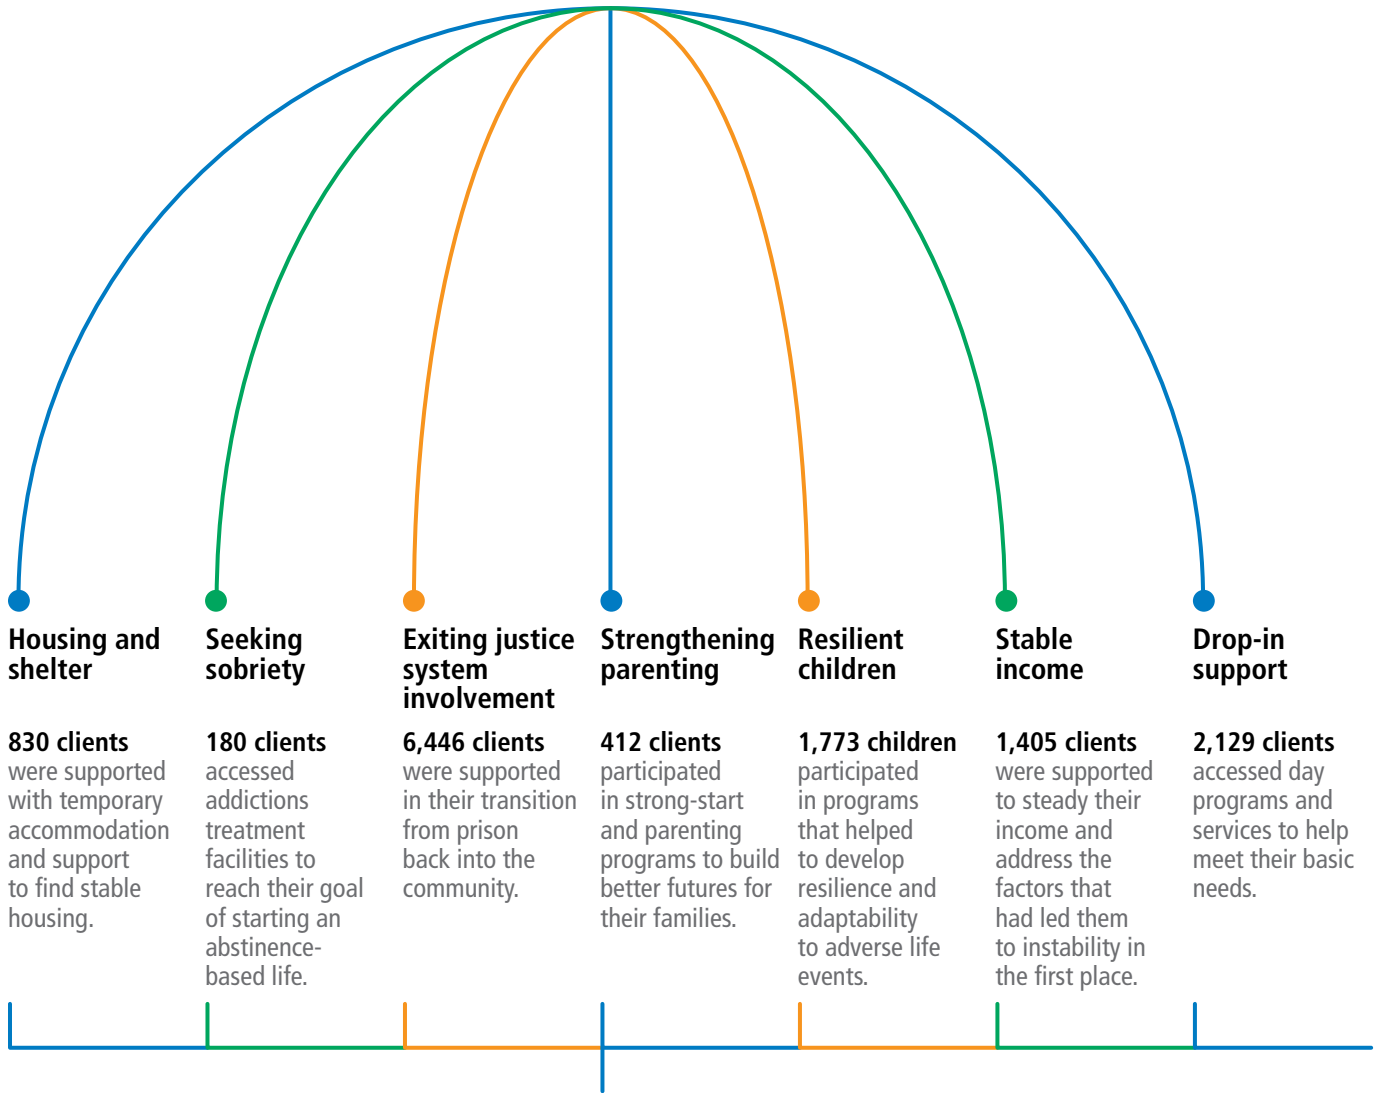 Housing and
shelter
830 clients
were supported
with temporary
accommodation
and support
to find stable
housing.
Seeking
sobriety
180 clients
accessed
addictions
treatment
facilities to
reach their goal
of starting an
abstinence-
based life.
Exiting justice
system
involvement
6,446 clients
were supported
in their transition
from prison
back into the
community.
Strengthening
parenting
412 clients
participated
in strong-start
and parenting
programs to build
better futures for
their families.
Resilient
children
1,773 children
participated
in programs
that helped
to develop
resilience and
adaptability
to adverse life
events.
Stable
income
1,405 clients
were supported
to steady their
income and
address the
factors that
had led them
to instability in
the first place.
Drop-in
support
2,129 clients
accessed day
programs and
services to help
meet their basic
needs.